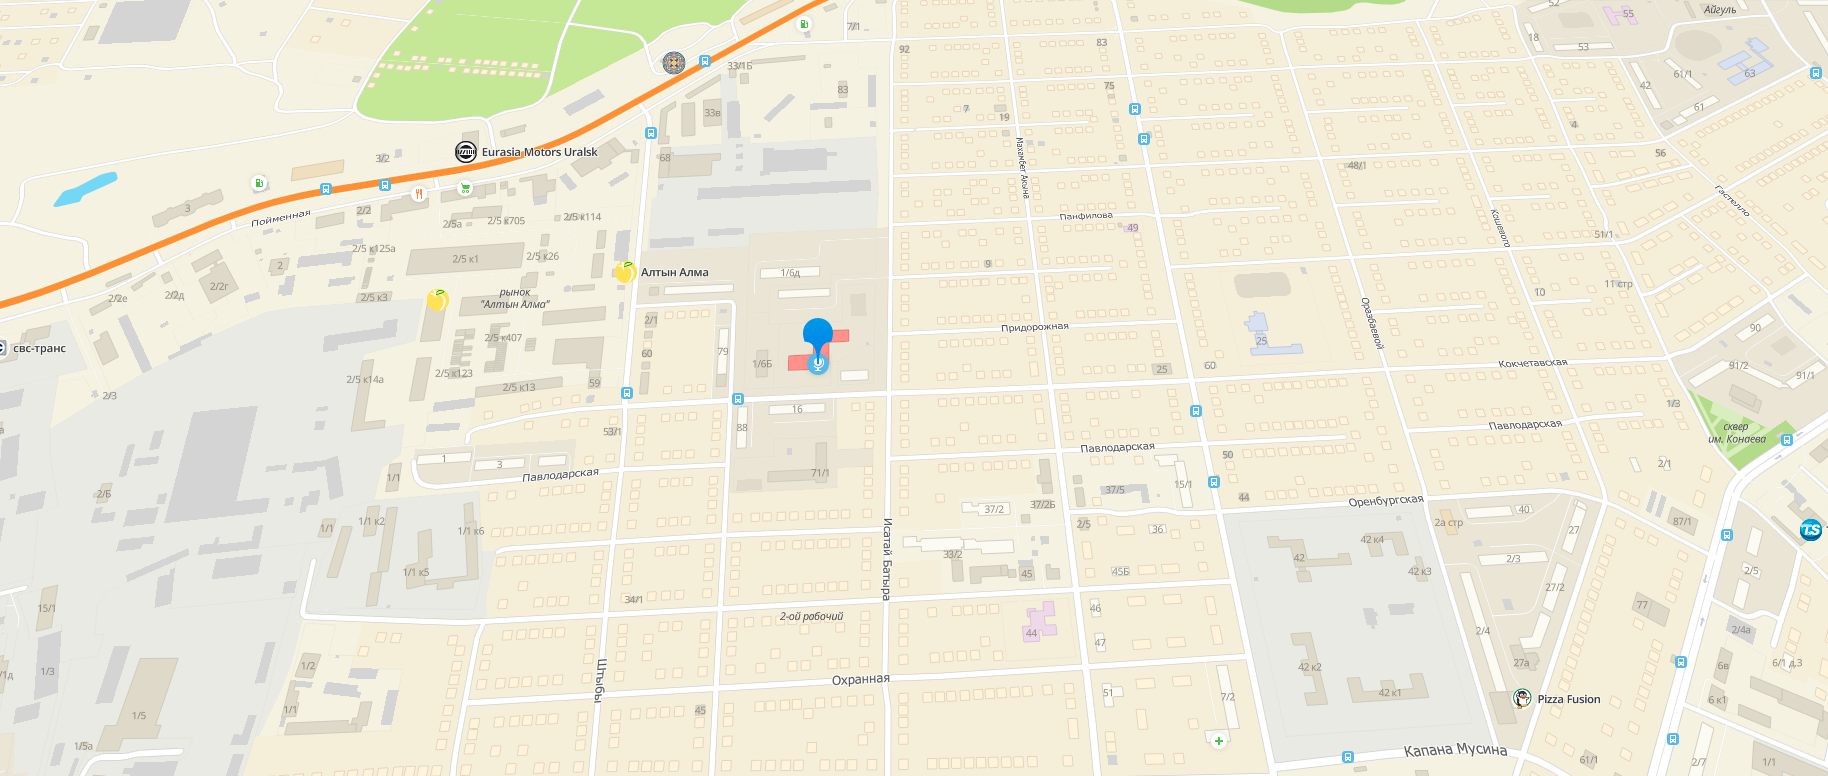 52
55
Айгуль
7/1
18
53
92
83
33/1Б
61/1
63
83
75
42
61
7
19
33в
4
Eurasia Motors Uralsk
3/2
68
48/1
56
Махамбет Акына
Гастелло
3
Пойменная
2/2
2/5а
2/5 к705
2/5 к114
Панфилова
49
Кошевого
51/1
2/5 к125а
2/5 к1
2/5 к26
2
9
Алтын Алма
1/6д
2/2е
2/2д
2/2г
2/5 к3
рынок
"Алтын Алма"
11 стр
10
2/1
Придорожная
25
Оразбаевой
90
свс-транс
2/5 к407
60
79
1/6Б
25
60
Кокчетавская
91/2
91/1
2/5 к14а
2/5 к123
2/5 к13
59
2/3
16
1/3
88
53/1
Павлодарская
сквер
им. Конаева
1
3
Павлодарская
Павлодарская
50
2/1
1/1
71/1
2/Б
37/5
15/1
44
Оренбургская
37/2
37/2Б
2/5
36
2а стр
40
27
87/1
1/1
1/1 к2
1/1 к6
Исатай Батыра
33/2
42
42 к4
42 к3
2/3
1/1 к5
45
45Б
27/2
2/5
15/1
34/1
2-ой рабочий
46
77
44
47
2/4
2/4а
1/3
1/2
Штыбы
Охранная
42 к2
27а
6в
6/1 д.3
1/1
45
51
7/2
42 к1
Pizza Fusion
6 к1
1/5
1/5а
Капана Мусина
61/1
2/7
1/1